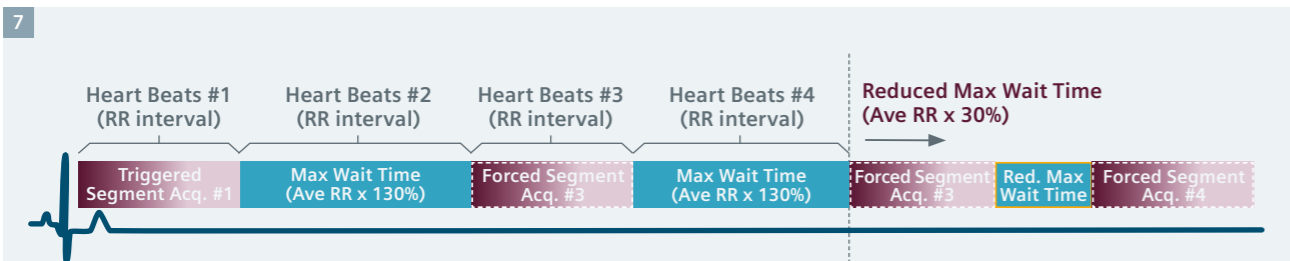 7
Heart Beats #1
(RR interval)
Heart Beats #2
(RR interval)
Heart Beats #3
(RR interval)
Heart Beats #4
(RR interval)
Reduced Max Wait Time
(Ave RR x 30%)
Triggered
Segment Acq. #1
Max Wait Time
(Ave RR x 130%)
Forced Segment
Acq. #3
Max Wait Time
(Ave RR x 130%)
Forced Segment
Acq. #3
Red. Max
Wait Time
Forced Segment
Acq. #4